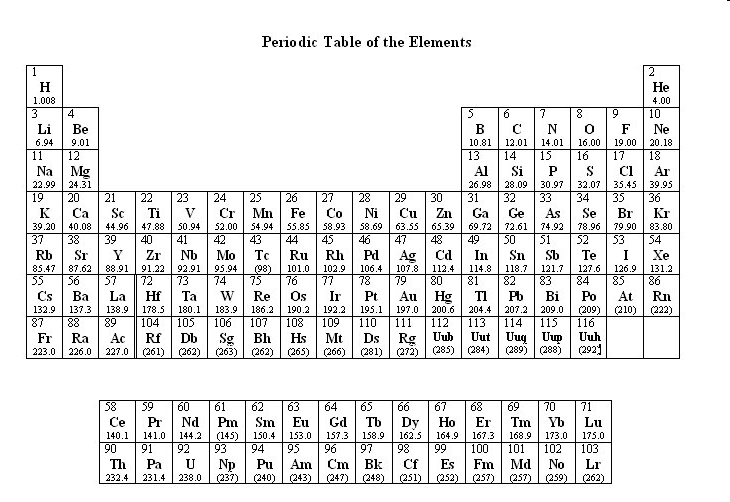 Periodic Table of the Elements
1 2
H He
1.008 4.00
3 4 5 6 7 8 9 10
Li Be B C N O F Ne
6.94 9.01 10.81 12.01 14.01 16.00 19.00 20.18
11 12 13 14 15 16 17 18
Na Mg Al Si P S Cl Ar
22.99 24.31 26.98 28.09 30.97 32.07 35.45 39.95
19 20 21 22 23 24 25 26 27 28 29 30 31 32 33 34 35 36
K Ca Sc Ti V Cr Mn Fe Co Ni Cu Zn Ga Ge As Se Br Kr
39.20 40.08 44.96 47.88 50.94 52.00 54.94 55.85 58.93 58.69 63.55 65.39 69.72 72.61 74.92 78.96 79.90 83.80
37 38 39 40 41 42 43 44 45 46 47 48 49 50 51 52 53 54
Rb Sr Y Zr Nb Mo Tc Ru Rh Pd Ag Cd In Sn Sb Te I Xe
85.47 87.62 88.91 91.22 92.91 95.94 (98) 101.0 102.9 106.4 107.8 112.4 114.8 118.7 121.7 127.6 126.9 131.2
55 56 57 72 73 74 75 76 77 78 79 80 81 82 83 84 85 86
Cs Ba La Hf Ta W Re Os Ir Pt Au Hg Tl Pb Bi Po At Rn
132.9 137.3 138.9 178.5 180.1 183.9 186.2 190.2 192.2 195.1 197.0 200.6 204.4 207.2 209.0 (209) (210) (222)
87 88 89 104 105 106 107 108 109 110 111 112 113 114 115 116
Fr Ra Ac Rf Db Sg Bh Hs Mt Ds Rg Uub Uut Uuq Uup Uuh
223.0 226.0 227.0 (261) (262) (263) (262) (265) (266) (281) (272) (285) (284) (289) (288) (292)
58 59 60 61 62 63 64 65 66 67 68 69 70 71
Ce Pr Nd Pm Sm Eu Gd Tb Dy Ho Er Tm Yb Lu
140.1 141.0 144.2 (145) 150.4 153.0 157.3 158.9 162.5 164.9 167.3 168.9 173.0 175.0
90 91 92 93 94 95 96 97 98 99 100 101 102 103
Th Pa U Np Pu Am Cm Bk Cf Es Fm Md No Lr
232.4 231.4 238.0 (237) (240) (243) (247) (248) (251) (252) (257) (257) (259) (262)